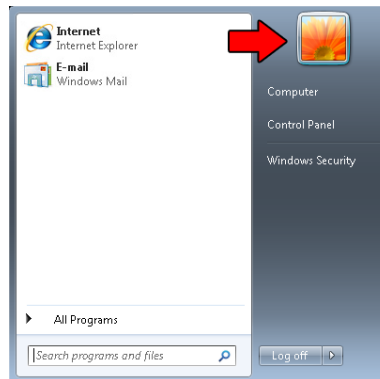 Internet
Internet Explorer
E-mail
Windows Mail
Computer
Control Panel
Windows Security
All Programs
Search programs and files
Log off